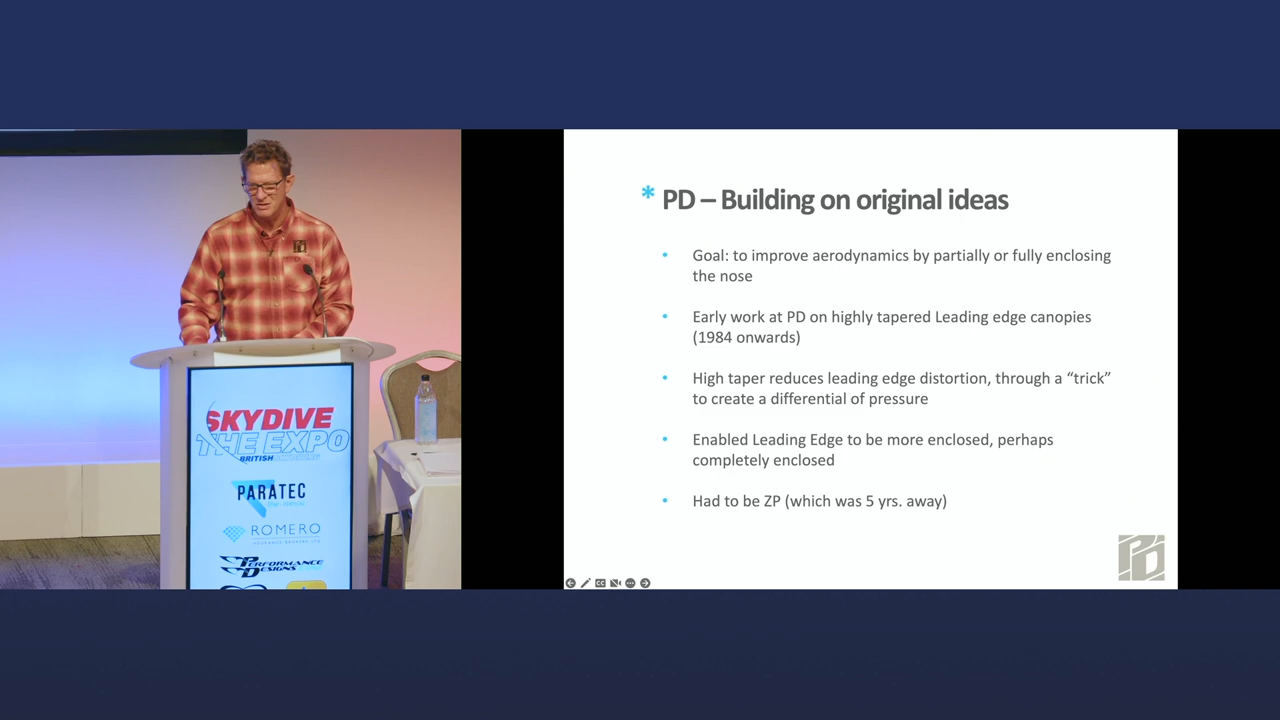 * PD – Building on original ideas
• Goal: to improve aerodynamics by partially or fully enclosing
the nose
• Early work at PD on highly tapered Leading edge canopies
(1984 onwards)
• High taper reduces leading edge distortion, through a “trick”
to create a differential of pressure
• Enabled Leading Edge to be more enclosed, perhaps
completely enclosed
• Had to be ZP (which was 5 yrs. away)
PD
CC
PD
SKYDIVE
THE EXPO
BRITISH
PARATEC
ROMERO
PERFORMANCE
DESIGNS